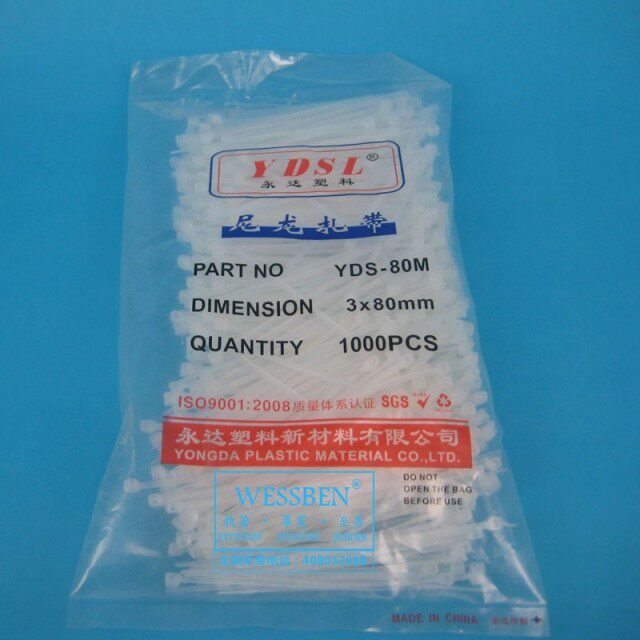 YDSL®
永达塑料
尼龙扎带
PART NO YDS-80M
DIMENSION 3x80mm
QUANTITY 1000PCS
ISO9001:2008质量体系认证 SGS
永达塑料新材料有限公司
YONGDA PLASTIC MATERIAL CO.,LTD.
DO NOT
OPEN THE BAG
BEFORE USE
WESSBEN®
MADE IN CHINA